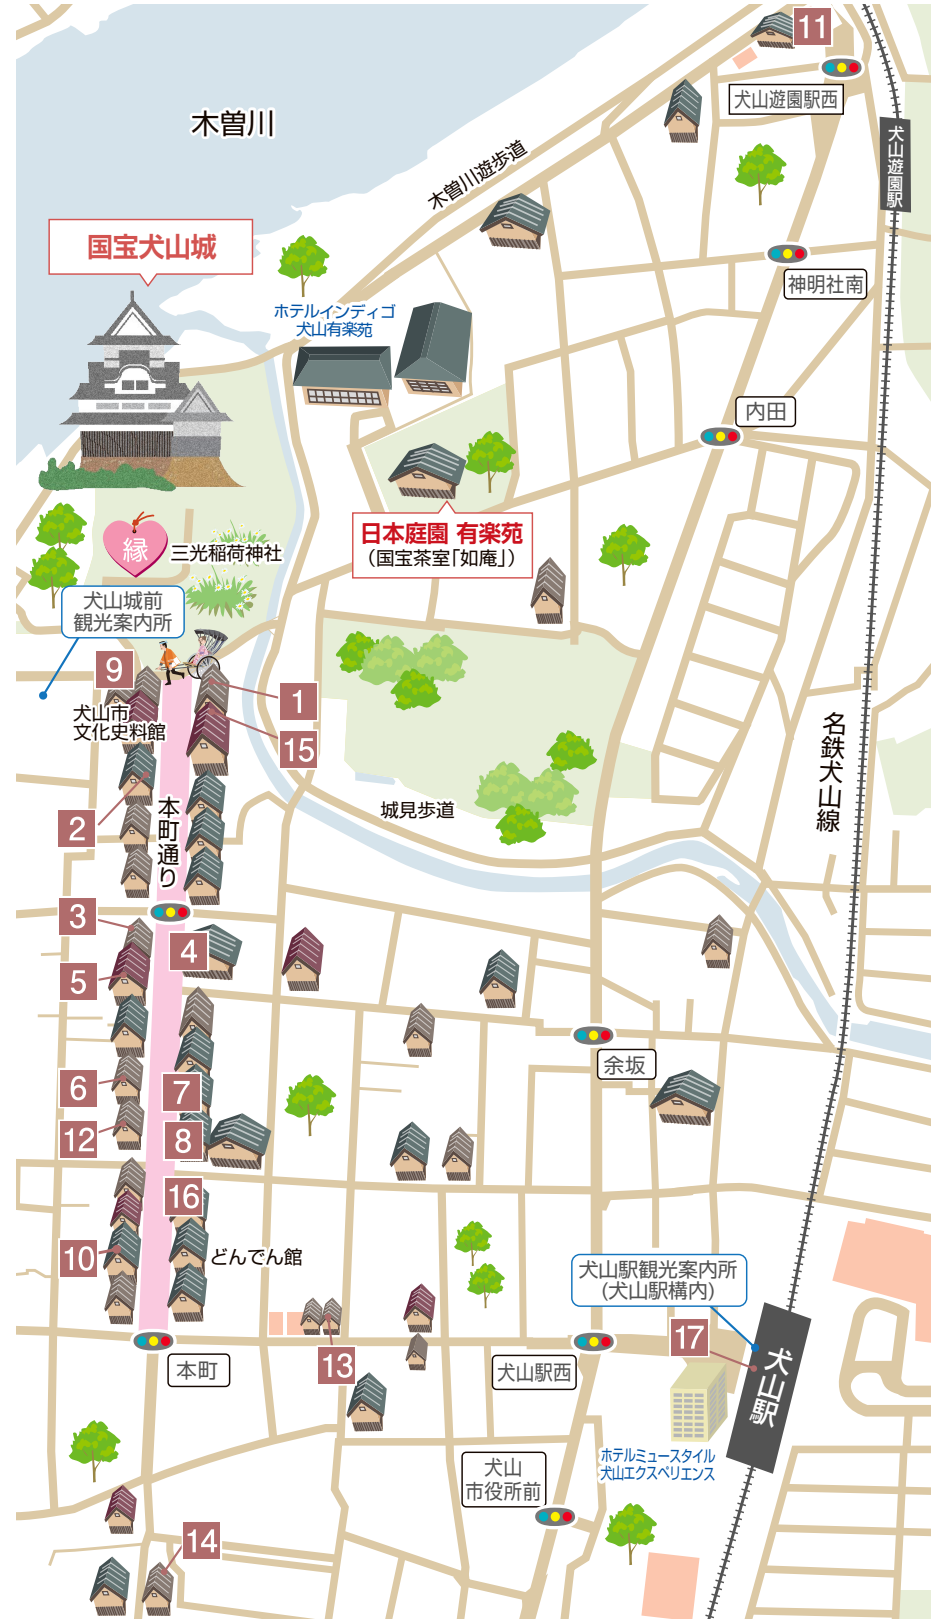 11
犬山遊園駅西
犬山遊園駅
木曽川
木曽川遊歩道
国宝犬山城
神明社南
ホテルインディゴ
犬山有楽苑
内田
日本庭園 有楽苑
(国宝茶室「如庵」)
縁
三光稲荷神社
犬山城前
観光案内所
9
1
犬山市
文化史料館
15
名鉄犬山線
2
本町通り
城見歩道
3
4
5
余坂
6
7
12
8
16
10
どんでん館
犬山駅観光案内所
(犬山駅構内)
17
13
本町
犬山駅西
犬山駅
ホテルミュースタイル
犬山エクスペリエンス
犬山
市役所前
14